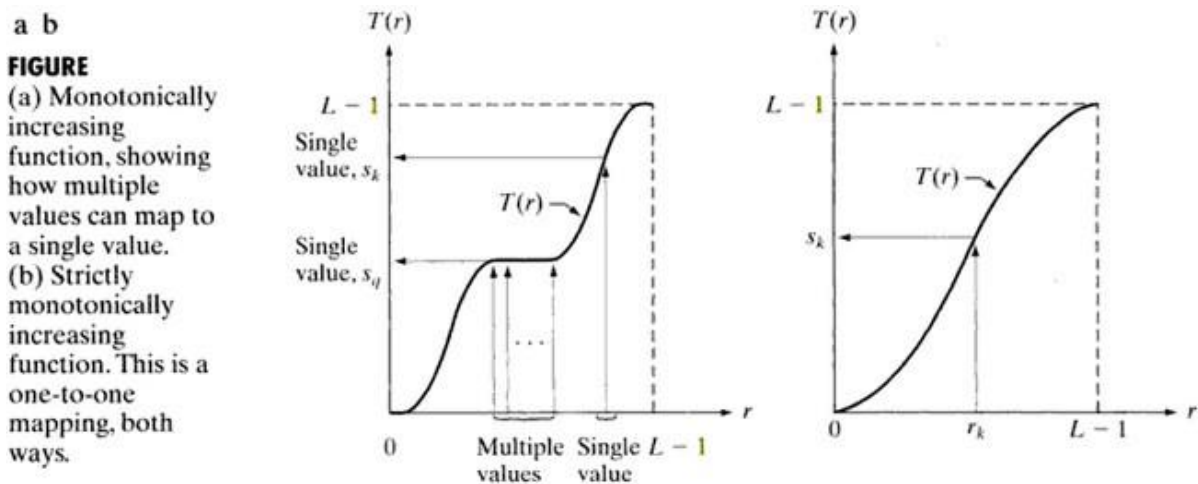 a b
FIGURE
(a) Monotonically
increasing
function, showing
how multiple
values can map to
a single value.
(b) Strictly
monotonically
increasing
function. This is a
one-to-one
mapping, both
ways.
T(r)
L − 1
Single
value, s_k
T(r)
Single
value, s_q
...
r
0
Multiple
values
Single
value
L − 1
T(r)
L − 1
T(r)
s_k
r
0
r_k
L − 1